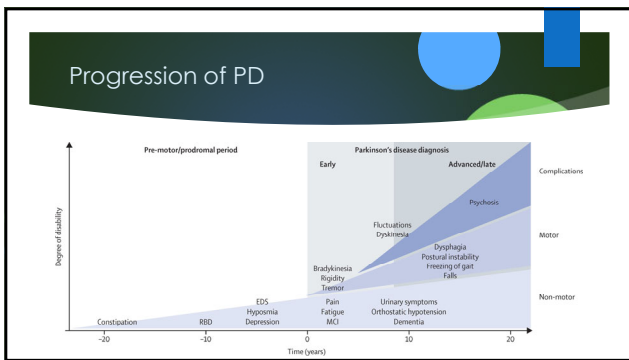 Progression of PD
Pre-motor/prodromal period
Parkinson's disease diagnosis
Early
Advanced/late
Complications
Psychosis
Fluctuations
Dyskinesia
Motor
Dysphagia
Postural instability
Freezing of gait
Falls
Bradykinesia
Rigidity
Tremor
Non-motor
EDS
Hyposmia
Depression
Pain
Fatigue
MCI
Urinary symptoms
Orthostatic hypotension
Dementia
Constipation
RBD
Degree of disability
−20
−10
0
10
20
Time (years)